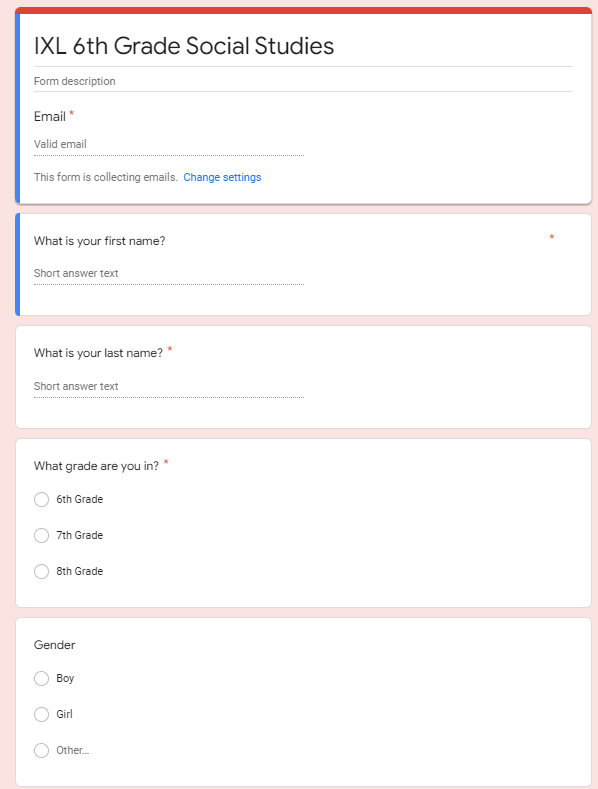 IXL 6th Grade Social Studies
Form description
Email *
Valid email
This form is collecting emails. Change settings
What is your first name? *
Short answer text
What is your last name? *
Short answer text
What grade are you in? *
6th Grade
7th Grade
8th Grade
Gender
Boy
Girl
Other...